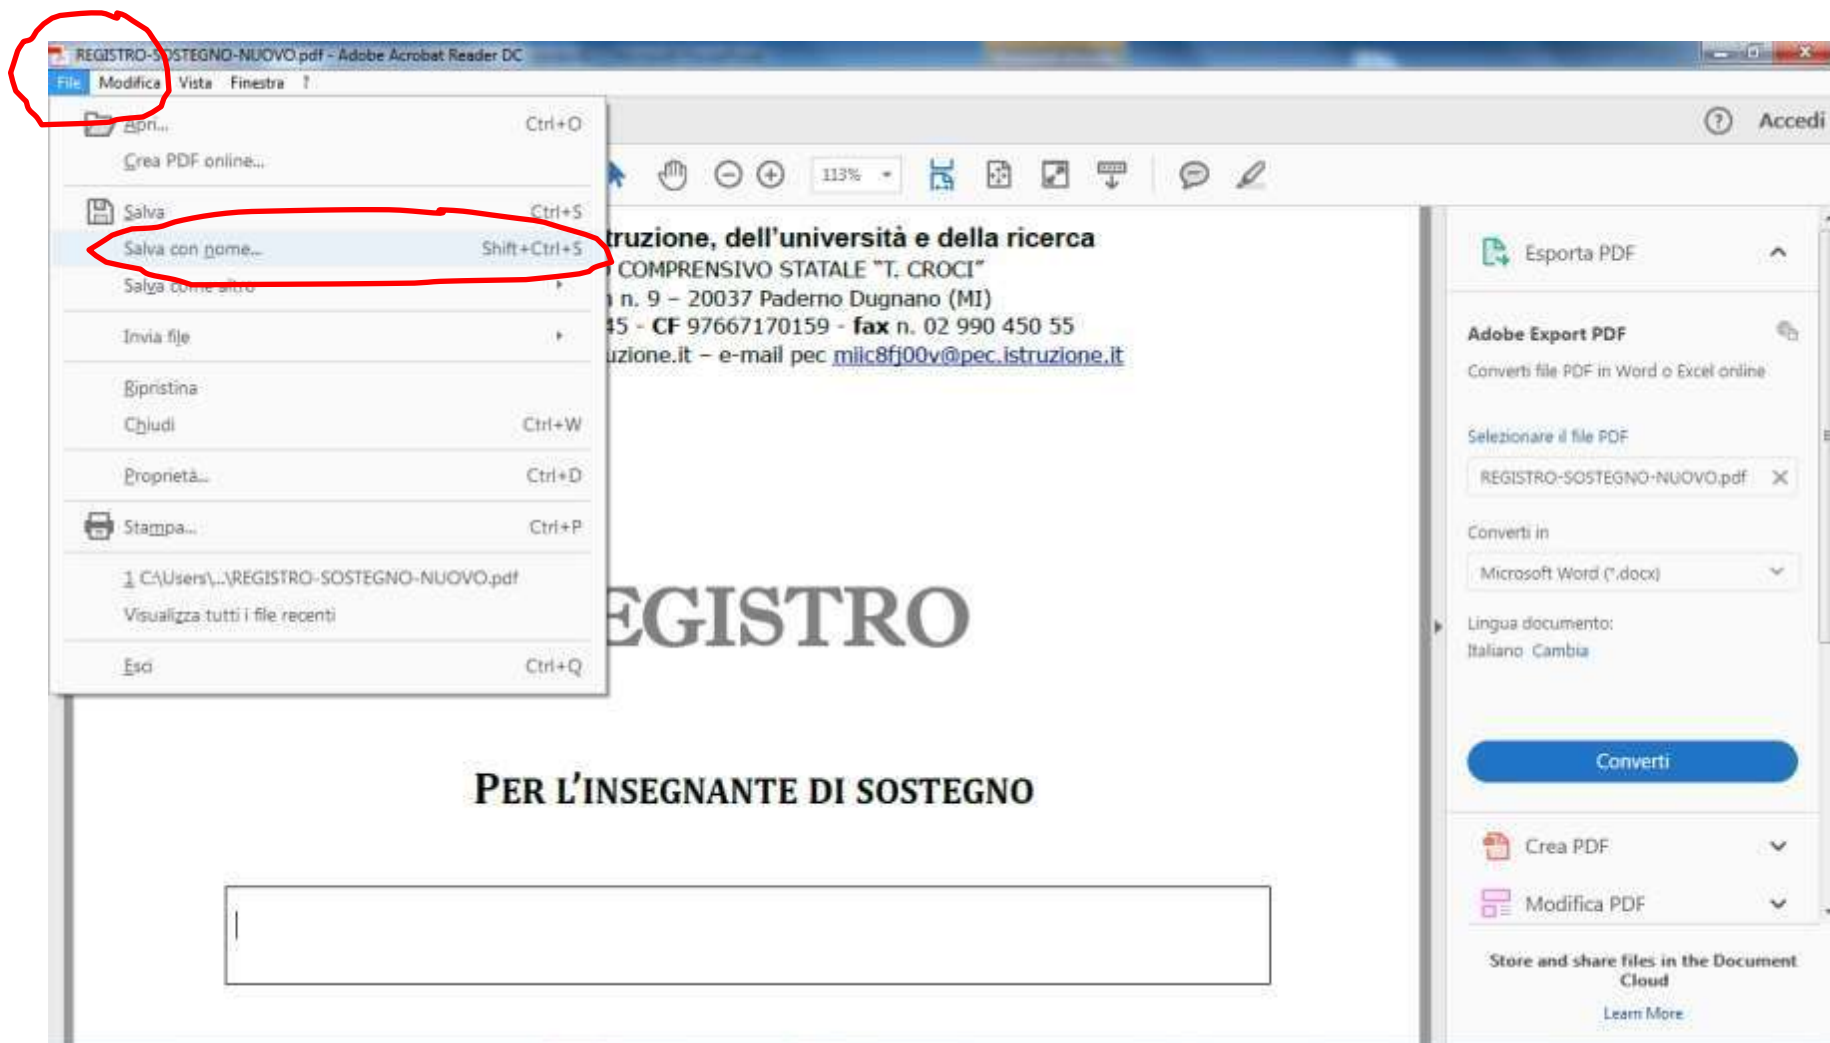 REGISTRO-SOSTEGNO-NUOVO.pdf - Adobe Acrobat Reader DC
File Modifica Vista Finestra ?
Apri... Ctrl+O
Crea PDF online...
Salva Ctrl+S
Salva con nome... Shift+Ctrl+S
Salva come altro
Invia file
Ripristina
Chiudi Ctrl+W
Proprietà... Ctrl+D
Stampa... Ctrl+P
1 C:\Users\...\REGISTRO-SOSTEGNO-NUOVO.pdf
Visualizza tutti i file recenti
Esci Ctrl+Q
Accedi
113%
truzione, dell'università e della ricerca
COMPRENSIVO STATALE "T. CROCI"
n. 9 – 20037 Paderno Dugnano (MI)
45 - CF 97667170159 - fax n. 02 990 450 55
uzione.it – e-mail pec miic8fj00v@pec.istruzione.it
EGISTRO
PER L'INSEGNANTE DI SOSTEGNO
Esporta PDF
Adobe Export PDF
Converti file PDF in Word o Excel online
Selezionare il file PDF
REGISTRO-SOSTEGNO-NUOVO.pdf
Converti in
Microsoft Word (*.docx)
Lingua documento:
Italiano Cambia
Converti
Crea PDF
Modifica PDF
Store and share files in the Document
Cloud
Learn More